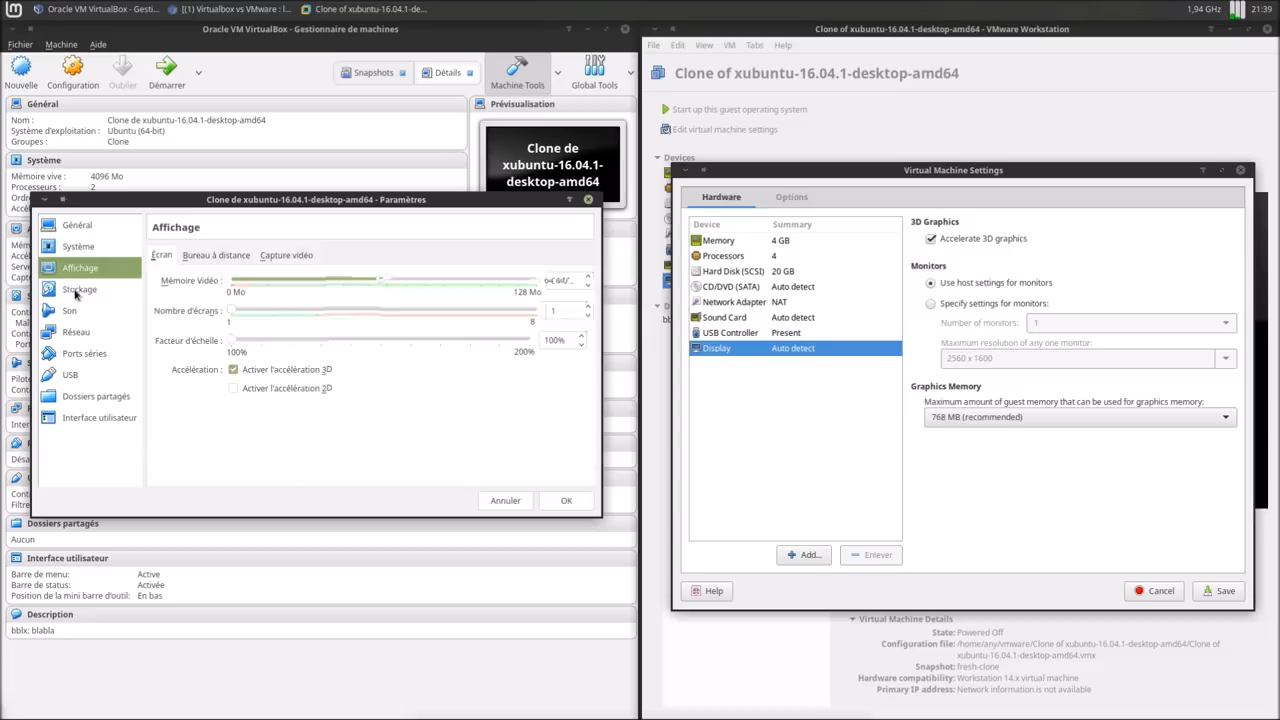 Oracle VM VirtualBox - Gesti...
[(1) Virtualbox vs VMware : l...
Clone of xubuntu-16.04.1-de...
1,94 GHz
21:39
Oracle VM VirtualBox - Gestionnaire de machines
Fichier Machine Aide
Nouvelle Configuration Oublier Démarrer
Snapshots Détails
Machine Tools Global Tools
Général
Nom : Clone de xubuntu-16.04.1-desktop-amd64
Système d'exploitation : Ubuntu (64-bit)
Groupes : Clone
Système
Mémoire vive : 4096 Mo
Processeurs : 2
Prévisualisation
Clone de
xubuntu-16.04.1-
desktop-amd64
Clone de xubuntu-16.04.1-desktop-amd64 - Paramètres
Général
Système
Affichage
Stockage
Son
Réseau
Ports séries
USB
Dossiers partagés
Interface utilisateur
Affichage
Écran Bureau à distance Capture vidéo
Mémoire Vidéo :
0 Mo 128 Mo
Nombre d'écrans : 1
1 8
Facteur d'échelle : 100%
100% 200%
Accélération : Activer l'accélération 3D
Activer l'accélération 2D
Annuler OK
Dossiers partagés
Aucun
Interface utilisateur
Barre de menu: Active
Barre de status: Activée
Position de la mini barre d'outil: En bas
Description
bblx: blabla
Clone of xubuntu-16.04.1-desktop-amd64 - VMware Workstation
File Edit View VM Tabs Help
Clone of xubuntu-16.04.1-desktop-amd64
Start up this guest operating system
Edit virtual machine settings
Devices
Virtual Machine Settings
Hardware Options
Device Summary
Memory 4 GB
Processors 4
Hard Disk (SCSI) 20 GB
CD/DVD (SATA) Auto detect
Network Adapter NAT
Sound Card Auto detect
USB Controller Present
Display Auto detect
Add... Enlever
3D Graphics
Accelerate 3D graphics
Monitors
Use host settings for monitors
Specify settings for monitors:
Number of monitors: 1
Maximum resolution of any one monitor:
2560 x 1600
Graphics Memory
Maximum amount of guest memory that can be used for graphics memory:
768 MB (recommended)
Help Cancel Save
Virtual Machine Details
State: Powered Off
Configuration file: /home/any/vmware/Clone of xubuntu-16.04.1-desktop-amd64/Clone of
xubuntu-16.04.1-desktop-amd64.vmx
Snapshot: fresh-clone
Hardware compatibility: Workstation 14.x virtual machine
Primary IP address: Network information is not available